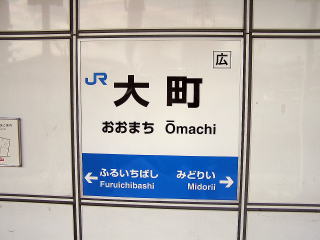 広
JR 大町
おおまち Ōmachi
ふるいちばし みどりい
Furuichibashi Midorii